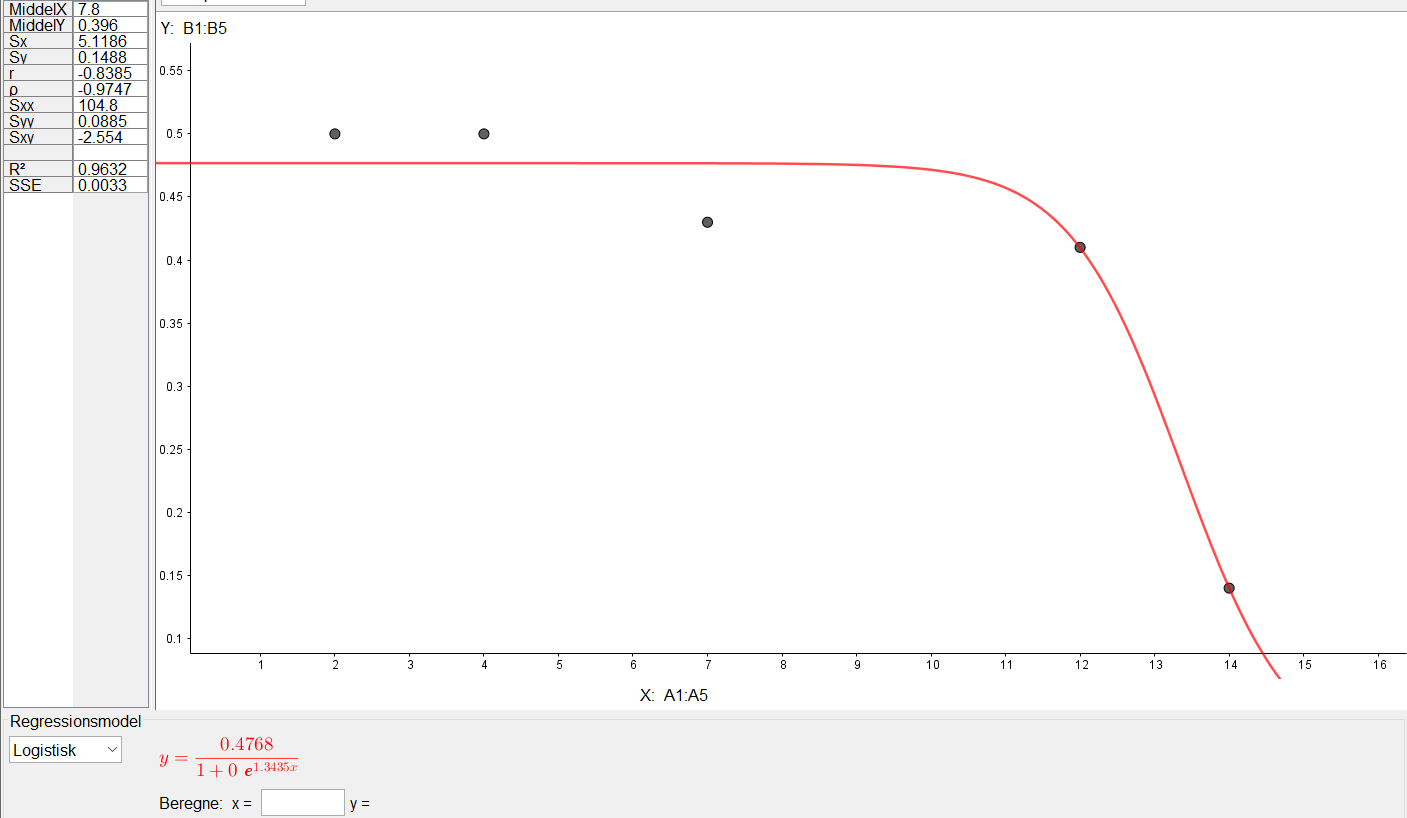 MiddelX 7.8
MiddelY 0.396
Sx 5.1186
Sy 0.1488
r -0.8385
ρ -0.9747
Sxx 104.8
Syy 0.0885
Sxy -2.554
R² 0.9632
SSE 0.0033
Y: B1:B5
0.55
0.5
0.45
0.4
0.35
0.3
0.25
0.2
0.15
0.1
1 2 3 4 5 6 7 8 9 10 11 12 13 14 15 16
X: A1:A5
Regressionsmodel
Logistisk
y = 0.4768 / (1 + 0 e^{1.3435x})
Beregne: x = y =